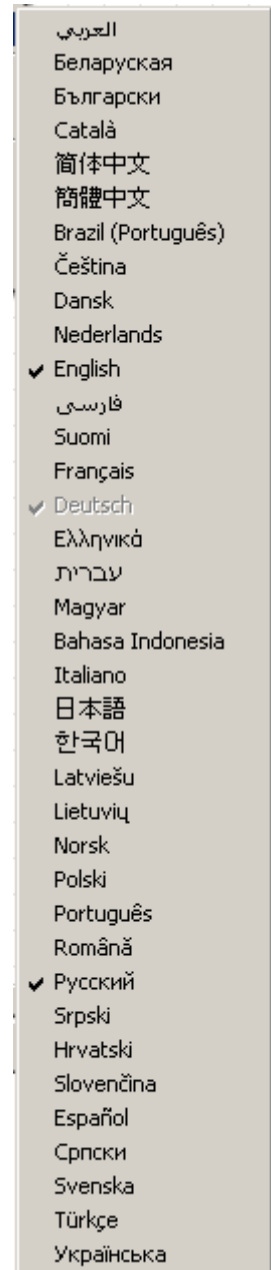 العربي
Беларуская
Български
Català
简体中文
簡體中文
Brazil (Português)
Čeština
Dansk
Nederlands
English
فارسی
Suomi
Français
Deutsch
Ελληνικά
עברית
Magyar
Bahasa Indonesia
Italiano
日本語
한국어
Latviešu
Lietuvių
Norsk
Polski
Português
Română
Русский
Srpski
Hrvatski
Slovenčina
Español
Српски
Svenska
Türkçe
Українська